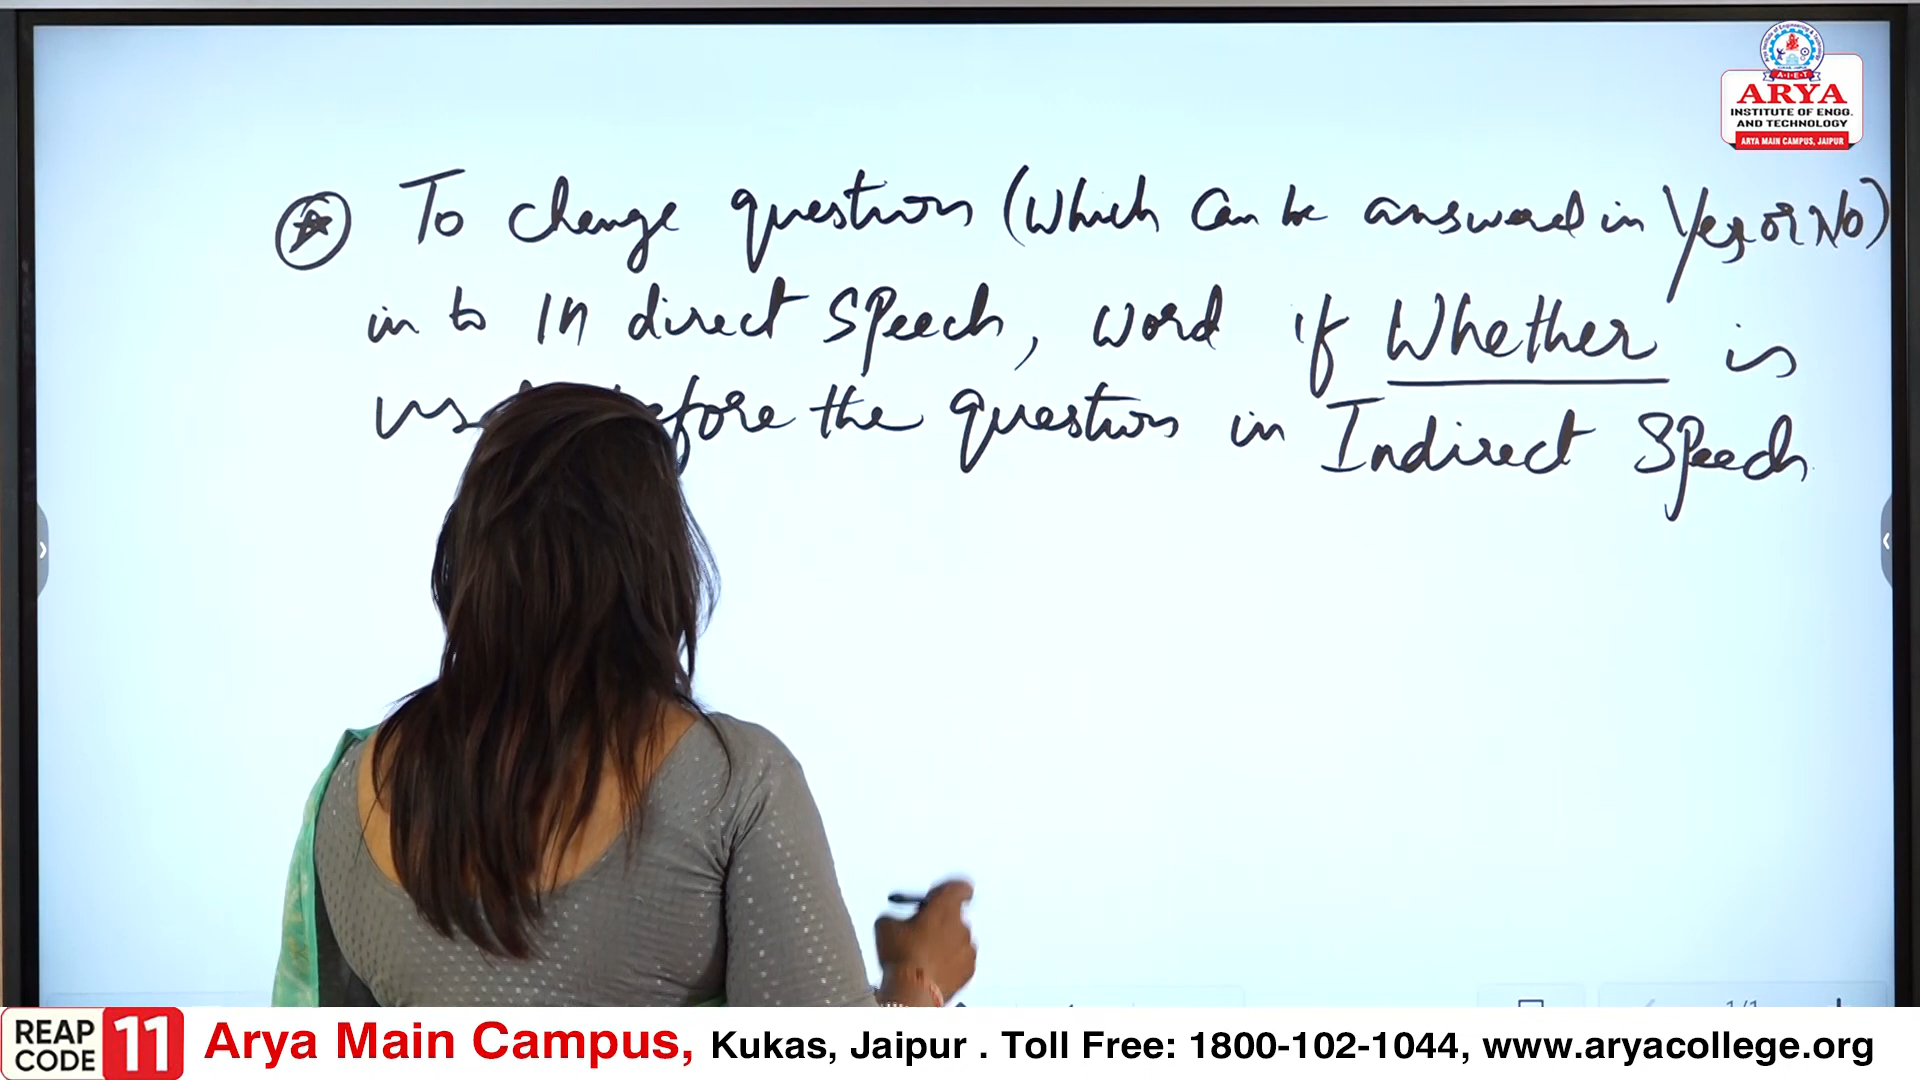 ARYA
INSTITUTE OF ENGG.
AND TECHNOLOGY
ARYA MAIN CAMPUS, JAIPUR
To change question (Which Can be answered in Yes or No)
in to In direct Speech, Word if Whether is
the question in Indirect Speech
1/1
REAP CODE 11 Arya Main Campus, Kukas, Jaipur . Toll Free: 1800-102-1044, www.aryacollege.org